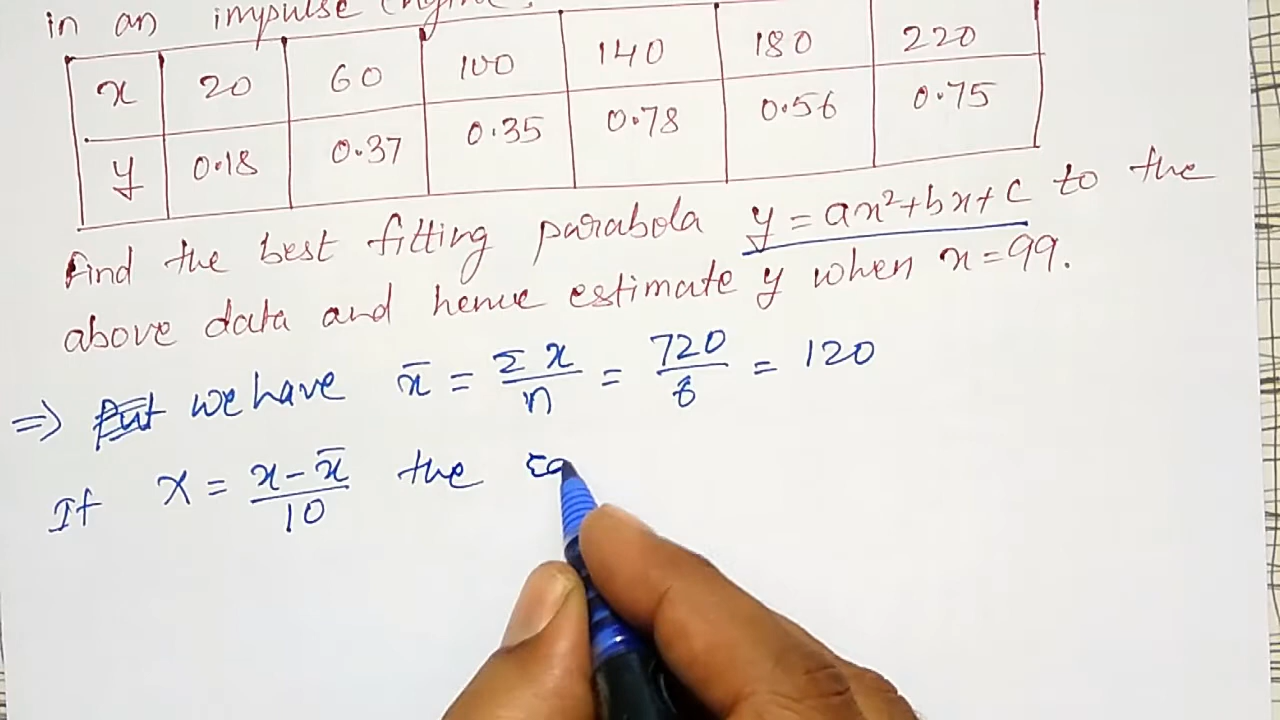 in an impulse engine.
x 20 60 100 140 180 220
y 0.18 0.37 0.35 0.78 0.56 0.75
Find the best fitting parabola y = ax²+bx+c to the
above data and hence estimate y when x=99.
=> we have x̄ = Σx/n = 720/6 = 120
If X = x-x̄/10 the